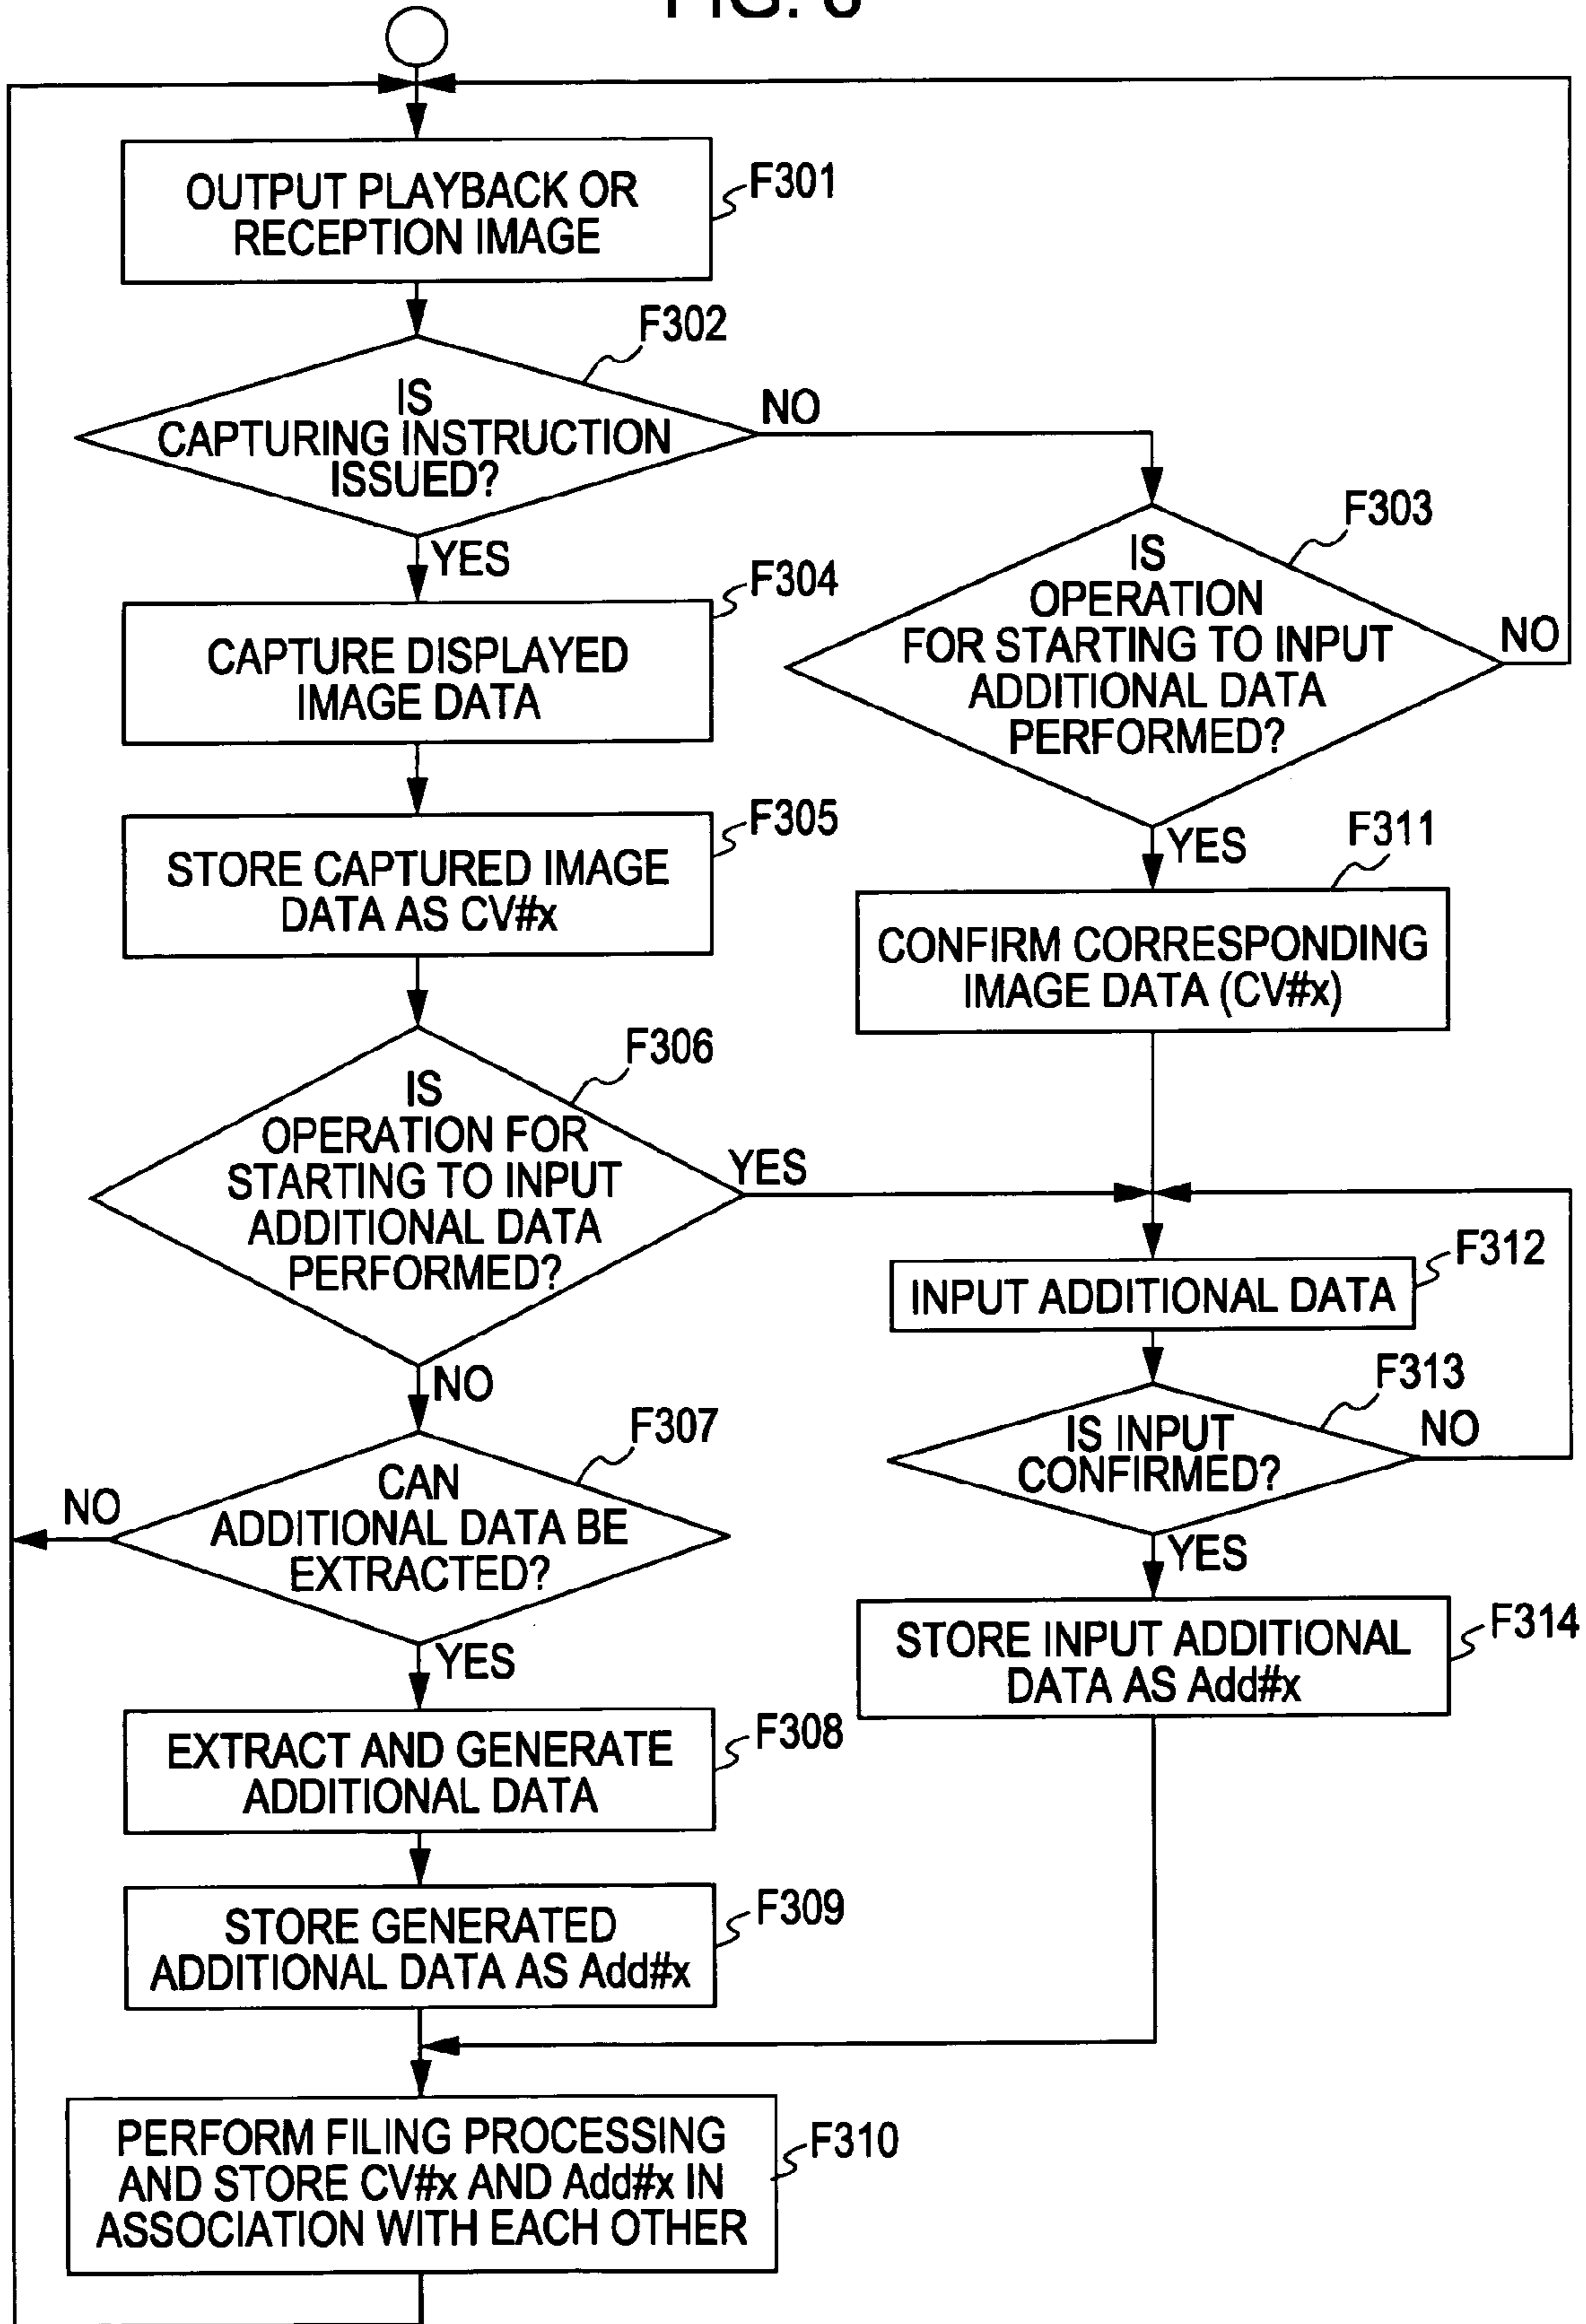 FIG.
OUTPUT PLAYBACK OR
RECEPTION IMAGE
F301
F302
IS
CAPTURING INSTRUCTION
ISSUED?
NO
YES
F303
IS
OPERATION
FOR STARTING TO INPUT
ADDITIONAL DATA
PERFORMED?
NO
YES
F304
CAPTURE DISPLAYED
IMAGE DATA
F305
STORE CAPTURED IMAGE
DATA AS CV#x
F311
CONFIRM CORRESPONDING
IMAGE DATA (CV#x)
F306
IS
OPERATION FOR
STARTING TO INPUT
ADDITIONAL DATA
PERFORMED?
YES
NO
F312
INPUT ADDITIONAL DATA
F313
IS INPUT
CONFIRMED?
NO
YES
F307
CAN
ADDITIONAL DATA BE
EXTRACTED?
NO
YES
F314
STORE INPUT ADDITIONAL
DATA AS Add#x
F308
EXTRACT AND GENERATE
ADDITIONAL DATA
F309
STORE GENERATED
ADDITIONAL DATA AS Add#x
F310
PERFORM FILING PROCESSING
AND STORE CV#x AND Add#x IN
ASSOCIATION WITH EACH OTHER